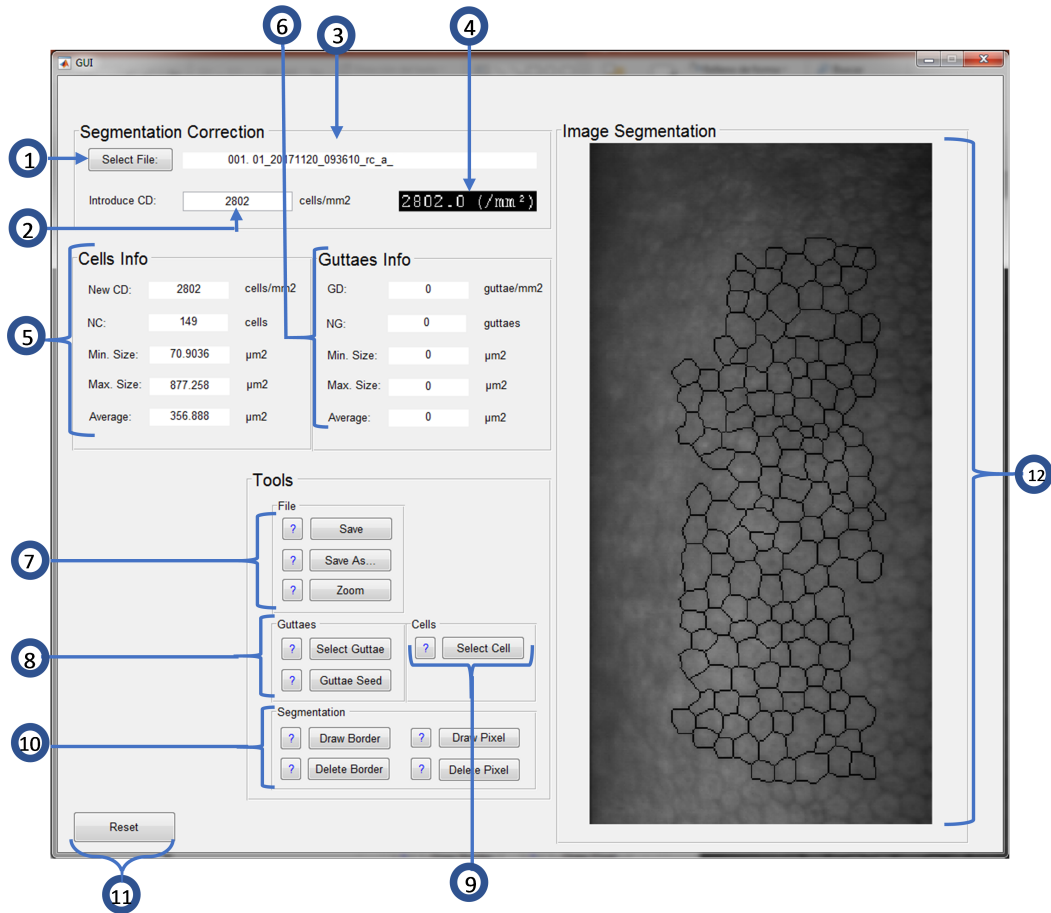 6
3
4
GUI
Segmentation Correction
Image Segmentation
1
Select File:
001. 01_20171120_093610_rc_a_
Introduce CD:
2802
cells/mm2
2802.0 (/mm²)
2
Cells Info
New CD:
2802
cells/mm2
NC:
149
cells
5
Min. Size:
70.9036
µm2
Max. Size:
877.258
µm2
Average:
356.888
µm2
Guttaes Info
GD:
0
guttae/mm2
NG:
0
guttaes
Min. Size:
0
µm2
Max. Size:
0
µm2
Average:
0
µm2
12
Tools
File
? Save
7
? Save As...
? Zoom
Guttaes
? Select Guttae
8
? Guttae Seed
Cells
? Select Cell
Segmentation
10
? Draw Border
? Draw Pixel
? Delete Border
? Delete Pixel
Reset
11
9